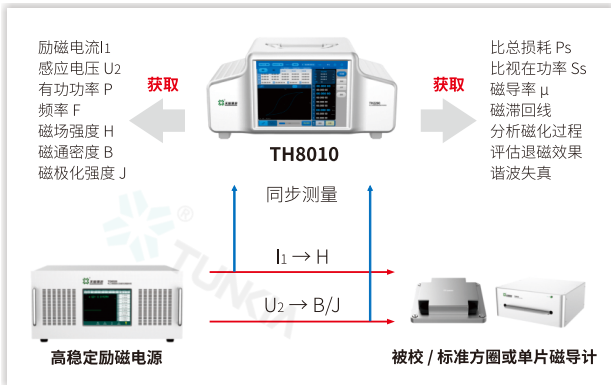 励磁电流I1
感应电压 U2
有功功率 P
频率 F
磁场强度 H
磁通密度 B
磁极化强度 J
获取
TH8010
获取
比总损耗 Ps
比视在功率 Ss
磁导率 μ
磁滞回线
分析磁化过程
评估退磁效果
谐波失真
同步测量
I1 → H
U2 → B/J
TUNKIA
®
高稳定励磁电源
被校 / 标准方圈或单片磁导计